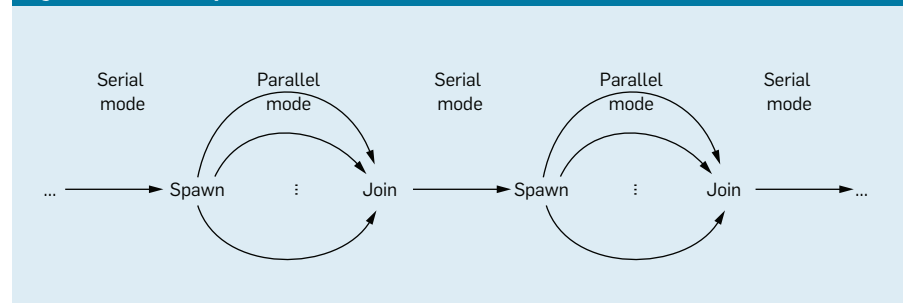 Serial
mode
Parallel
mode
Serial
mode
Parallel
mode
Serial
mode
... Spawn ⋮ Join Spawn ⋮ Join ...